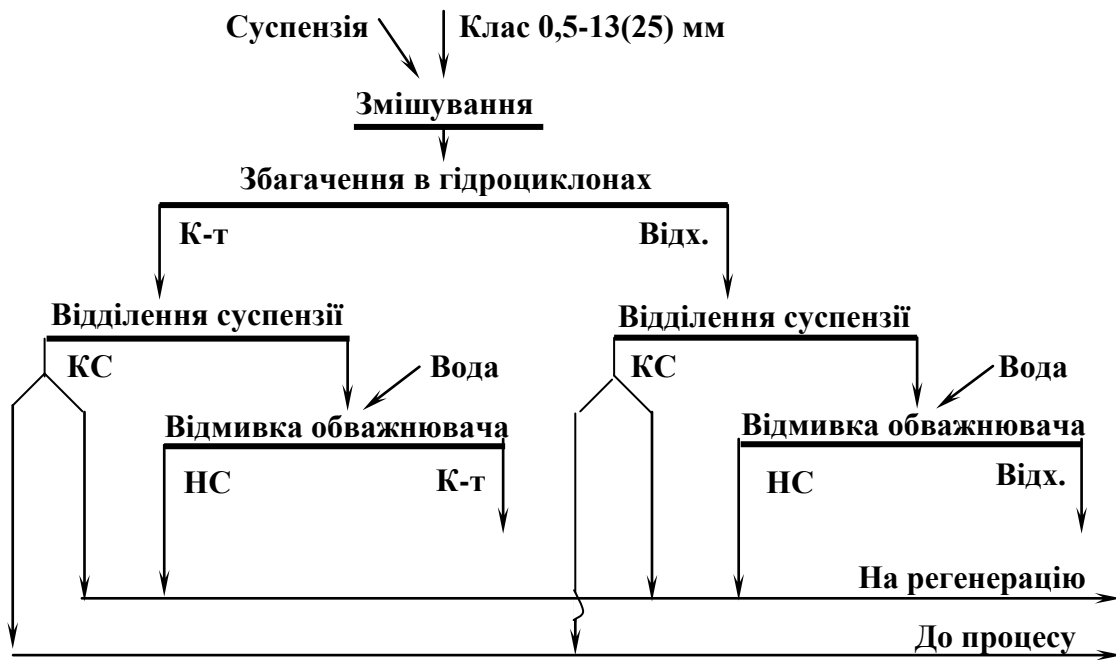 Суспензія
Клас 0,5-13(25) мм
Змішування
Збагачення в гідроциклонах
К-т
Відх.
Відділення суспензії
Відділення суспензії
КС
Вода
КС
Вода
Відмивка обважнювача
Відмивка обважнювача
НС
К-т
НС
Відх.
На регенерацію
До процесу